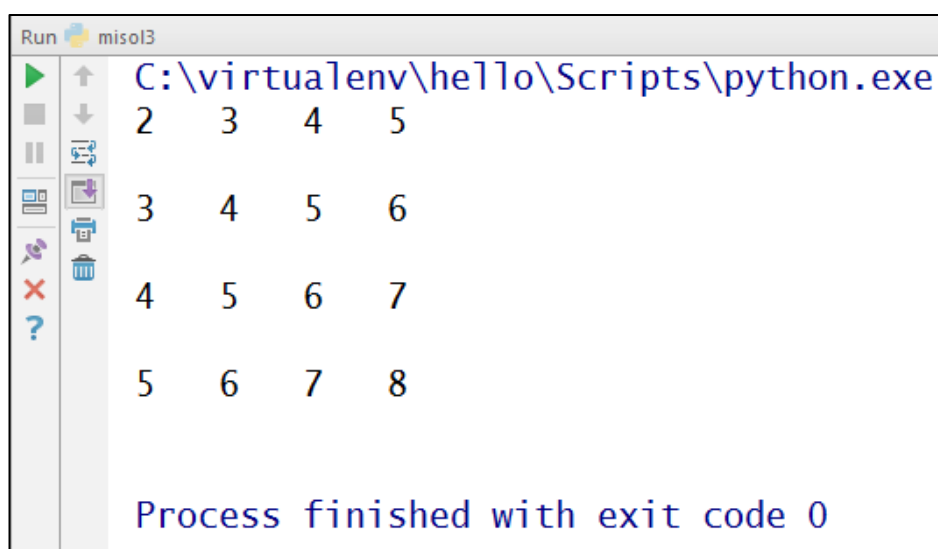 Run misol3
C:\virtualenv\hello\Scripts\python.exe
2 3 4 5
3 4 5 6
4 5 6 7
5 6 7 8
Process finished with exit code 0